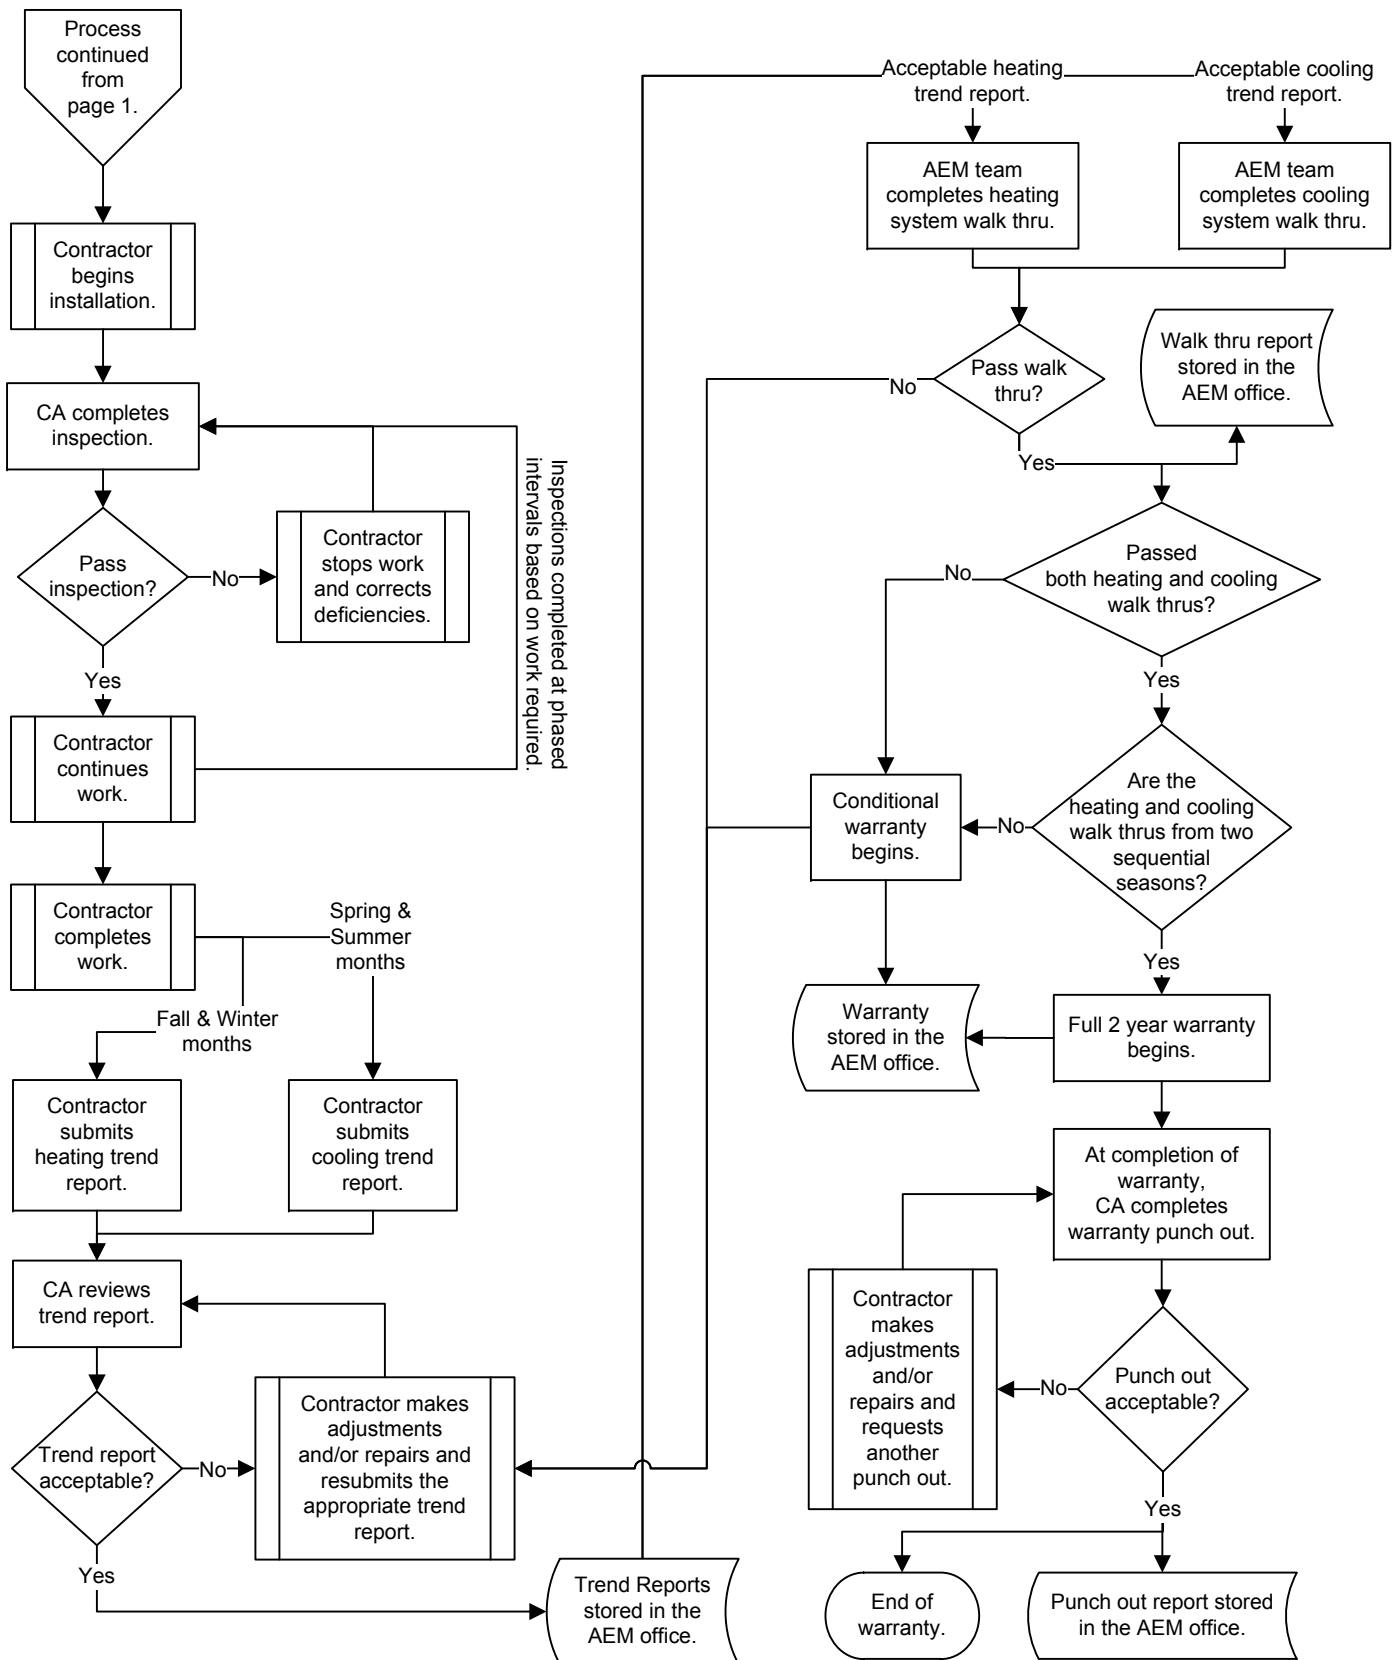 Process
continued
from
page 1.
Contractor
begins
installation.
CA completes
inspection.
Pass
inspection?
No
Contractor
stops work
and corrects
deficiencies.
Inspections completed at phased
intervals based on work required.
Yes
Contractor
continues
work.
Contractor
completes
work.
Spring &
Summer
months
Fall & Winter
months
Contractor
submits
heating trend
report.
Contractor
submits
cooling trend
report.
CA reviews
trend report.
Trend report
acceptable?
No
Contractor makes
adjustments
and/or repairs and
resubmits the
appropriate trend
report.
Yes
Trend Reports
stored in the
AEM office.
Acceptable heating
trend report.
Acceptable cooling
trend report.
AEM team
completes heating
system walk thru.
AEM team
completes cooling
system walk thru.
Pass walk
thru?
No
Walk thru report
stored in the
AEM office.
Yes
Passed
both heating and cooling
walk thrus?
No
Yes
Are the
heating and cooling
walk thrus from two
sequential
seasons?
No
Conditional
warranty
begins.
Yes
Warranty
stored in the
AEM office.
Full 2 year warranty
begins.
At completion of
warranty,
CA completes
warranty punch out.
Contractor
makes
adjustments
and/or
repairs and
requests
another
punch out.
No
Punch out
acceptable?
Yes
End of
warranty.
Punch out report stored
in the AEM office.